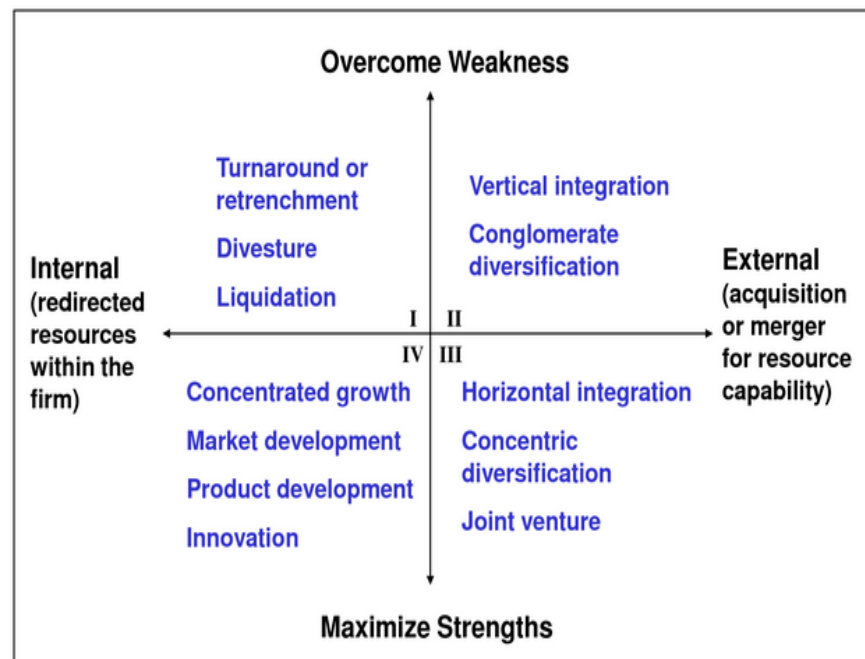 Overcome Weakness
Turnaround or
retrenchment
Divesture
Liquidation
Vertical integration
Conglomerate
diversification
Internal
(redirected
resources
within the
firm)
External
(acquisition
or merger
for resource
capability)
I II
IV III
Concentrated growth
Market development
Product development
Innovation
Horizontal integration
Concentric
diversification
Joint venture
Maximize Strengths